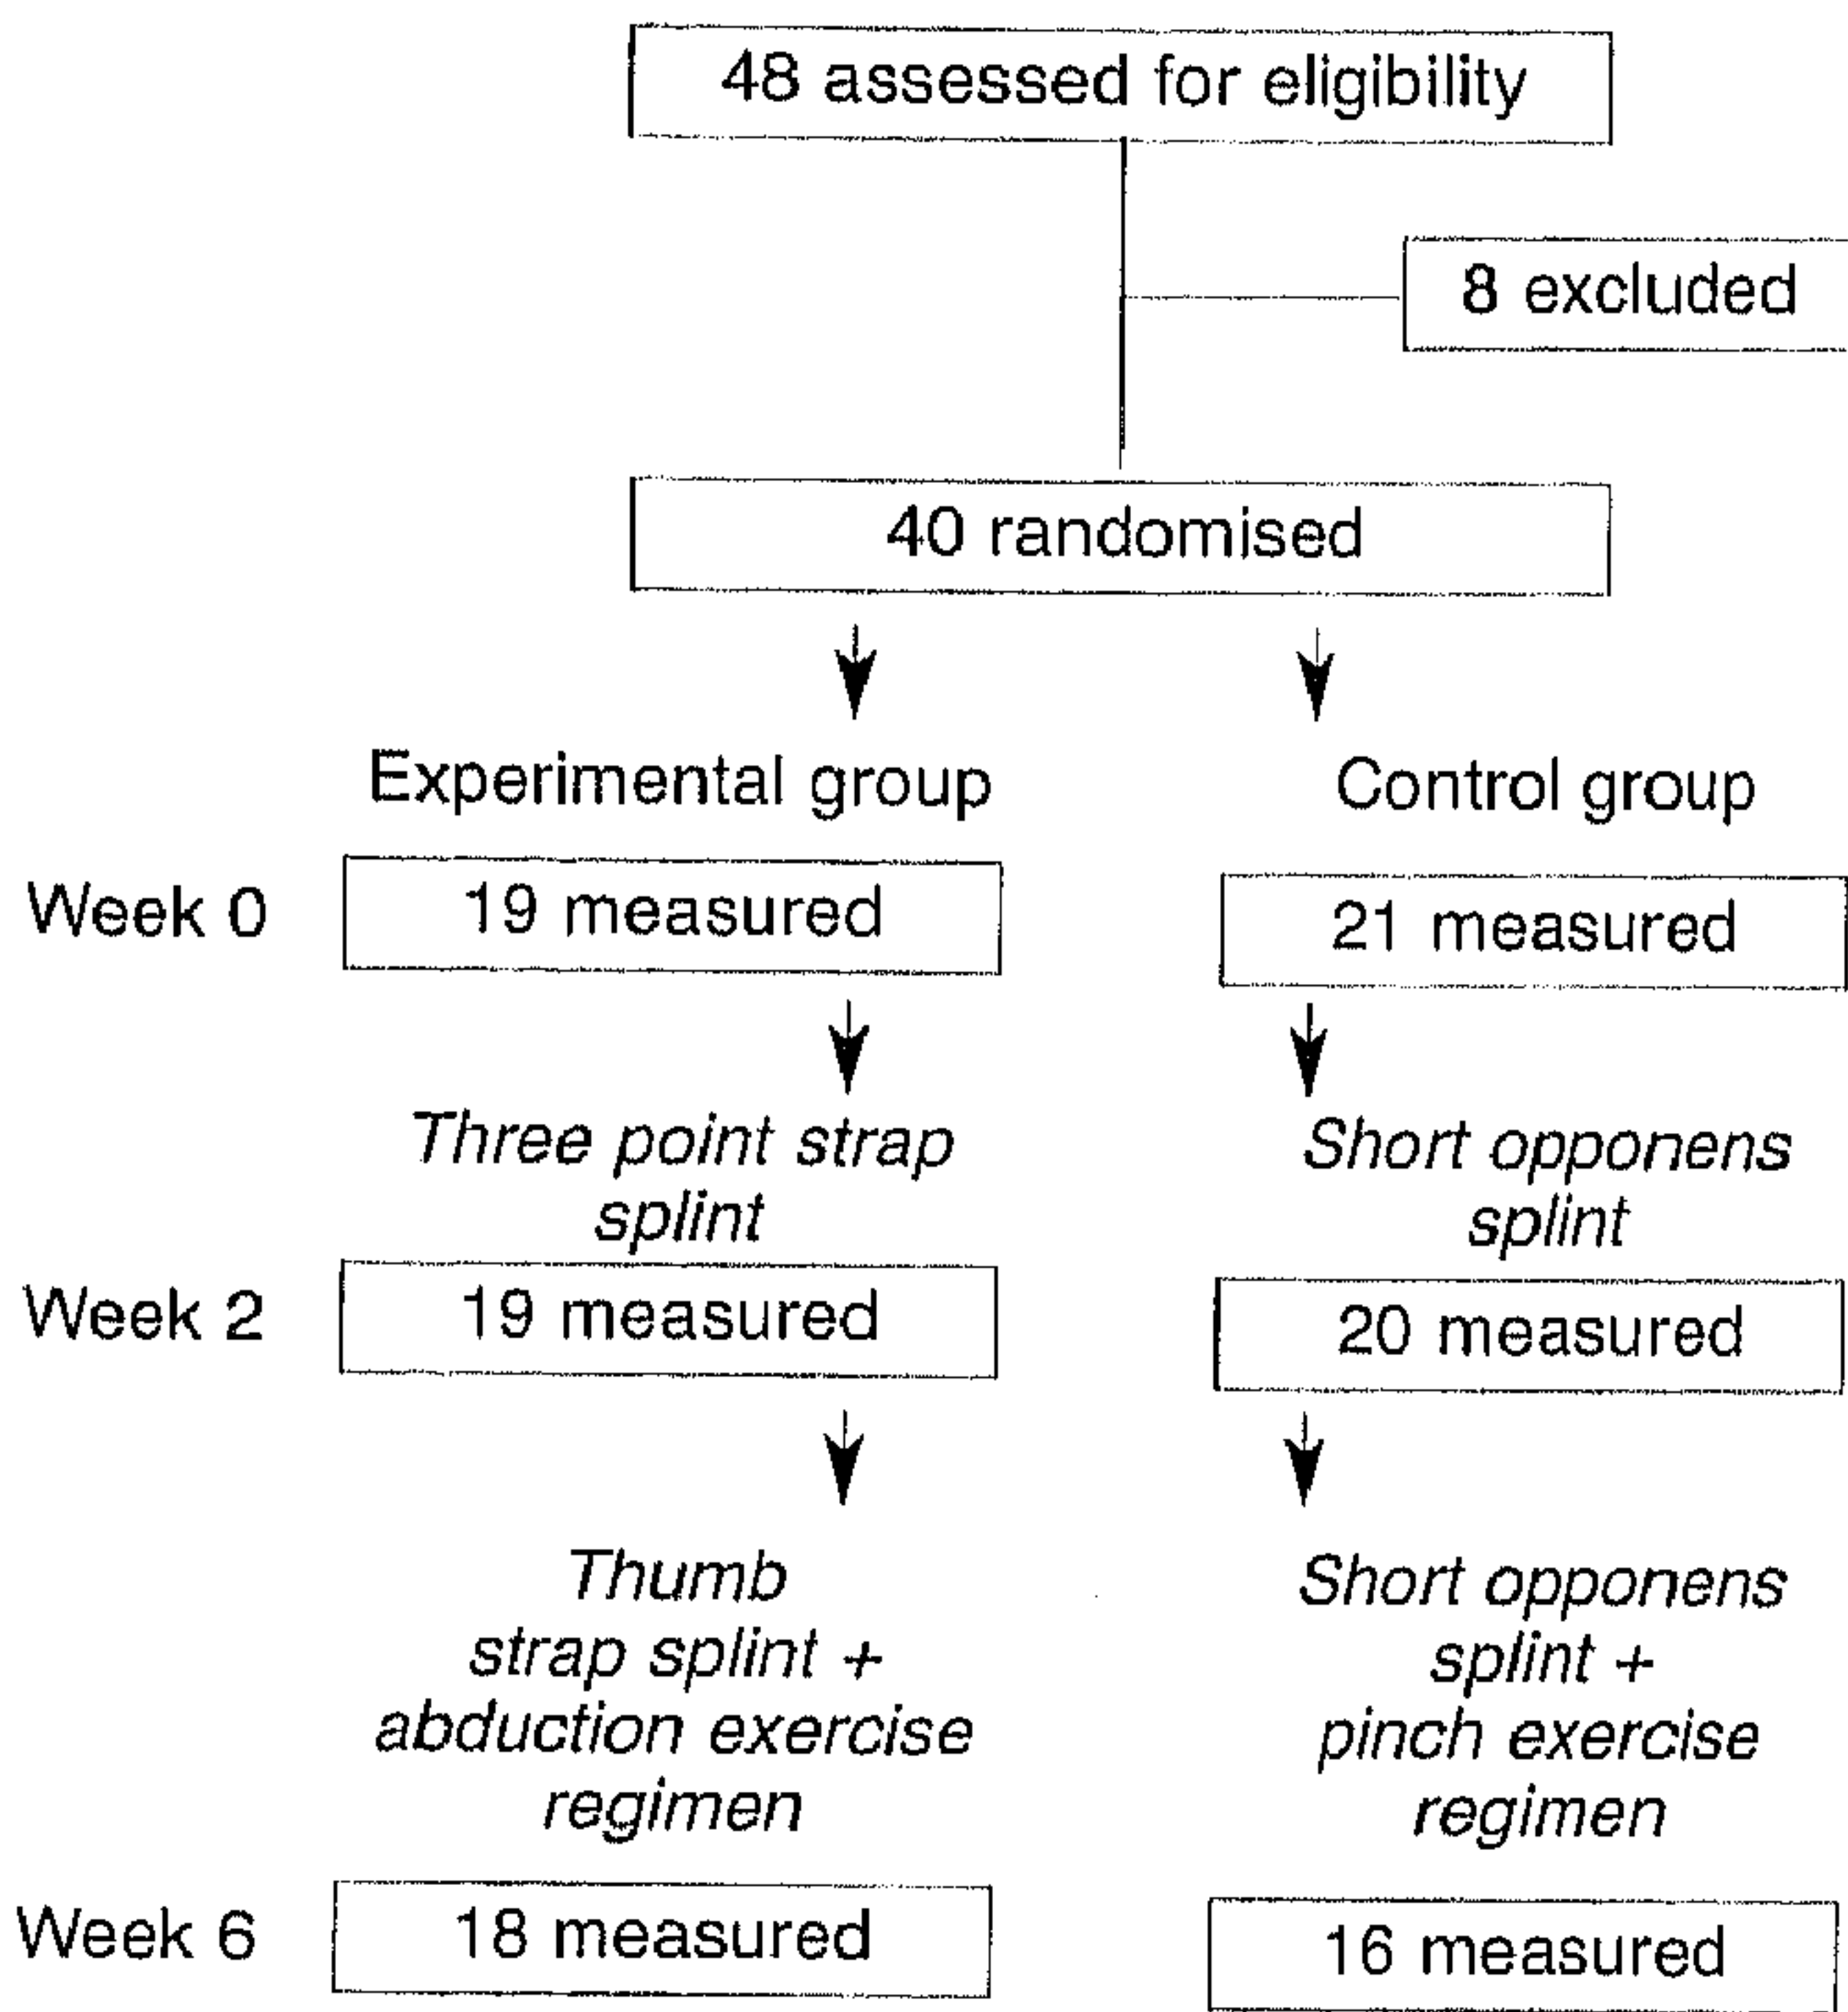 48 assessed for eligibility
8 excluded
40 randomised
Experimental group
Control group
Week 0
19 measured
21 measured
Three point strap
splint
Short opponens
splint
Week 2
19 measured
20 measured
Thumb
strap splint +
abduction exercise
regimen
Short opponens
splint +
pinch exercise
regimen
Week 6
18 measured
16 measured